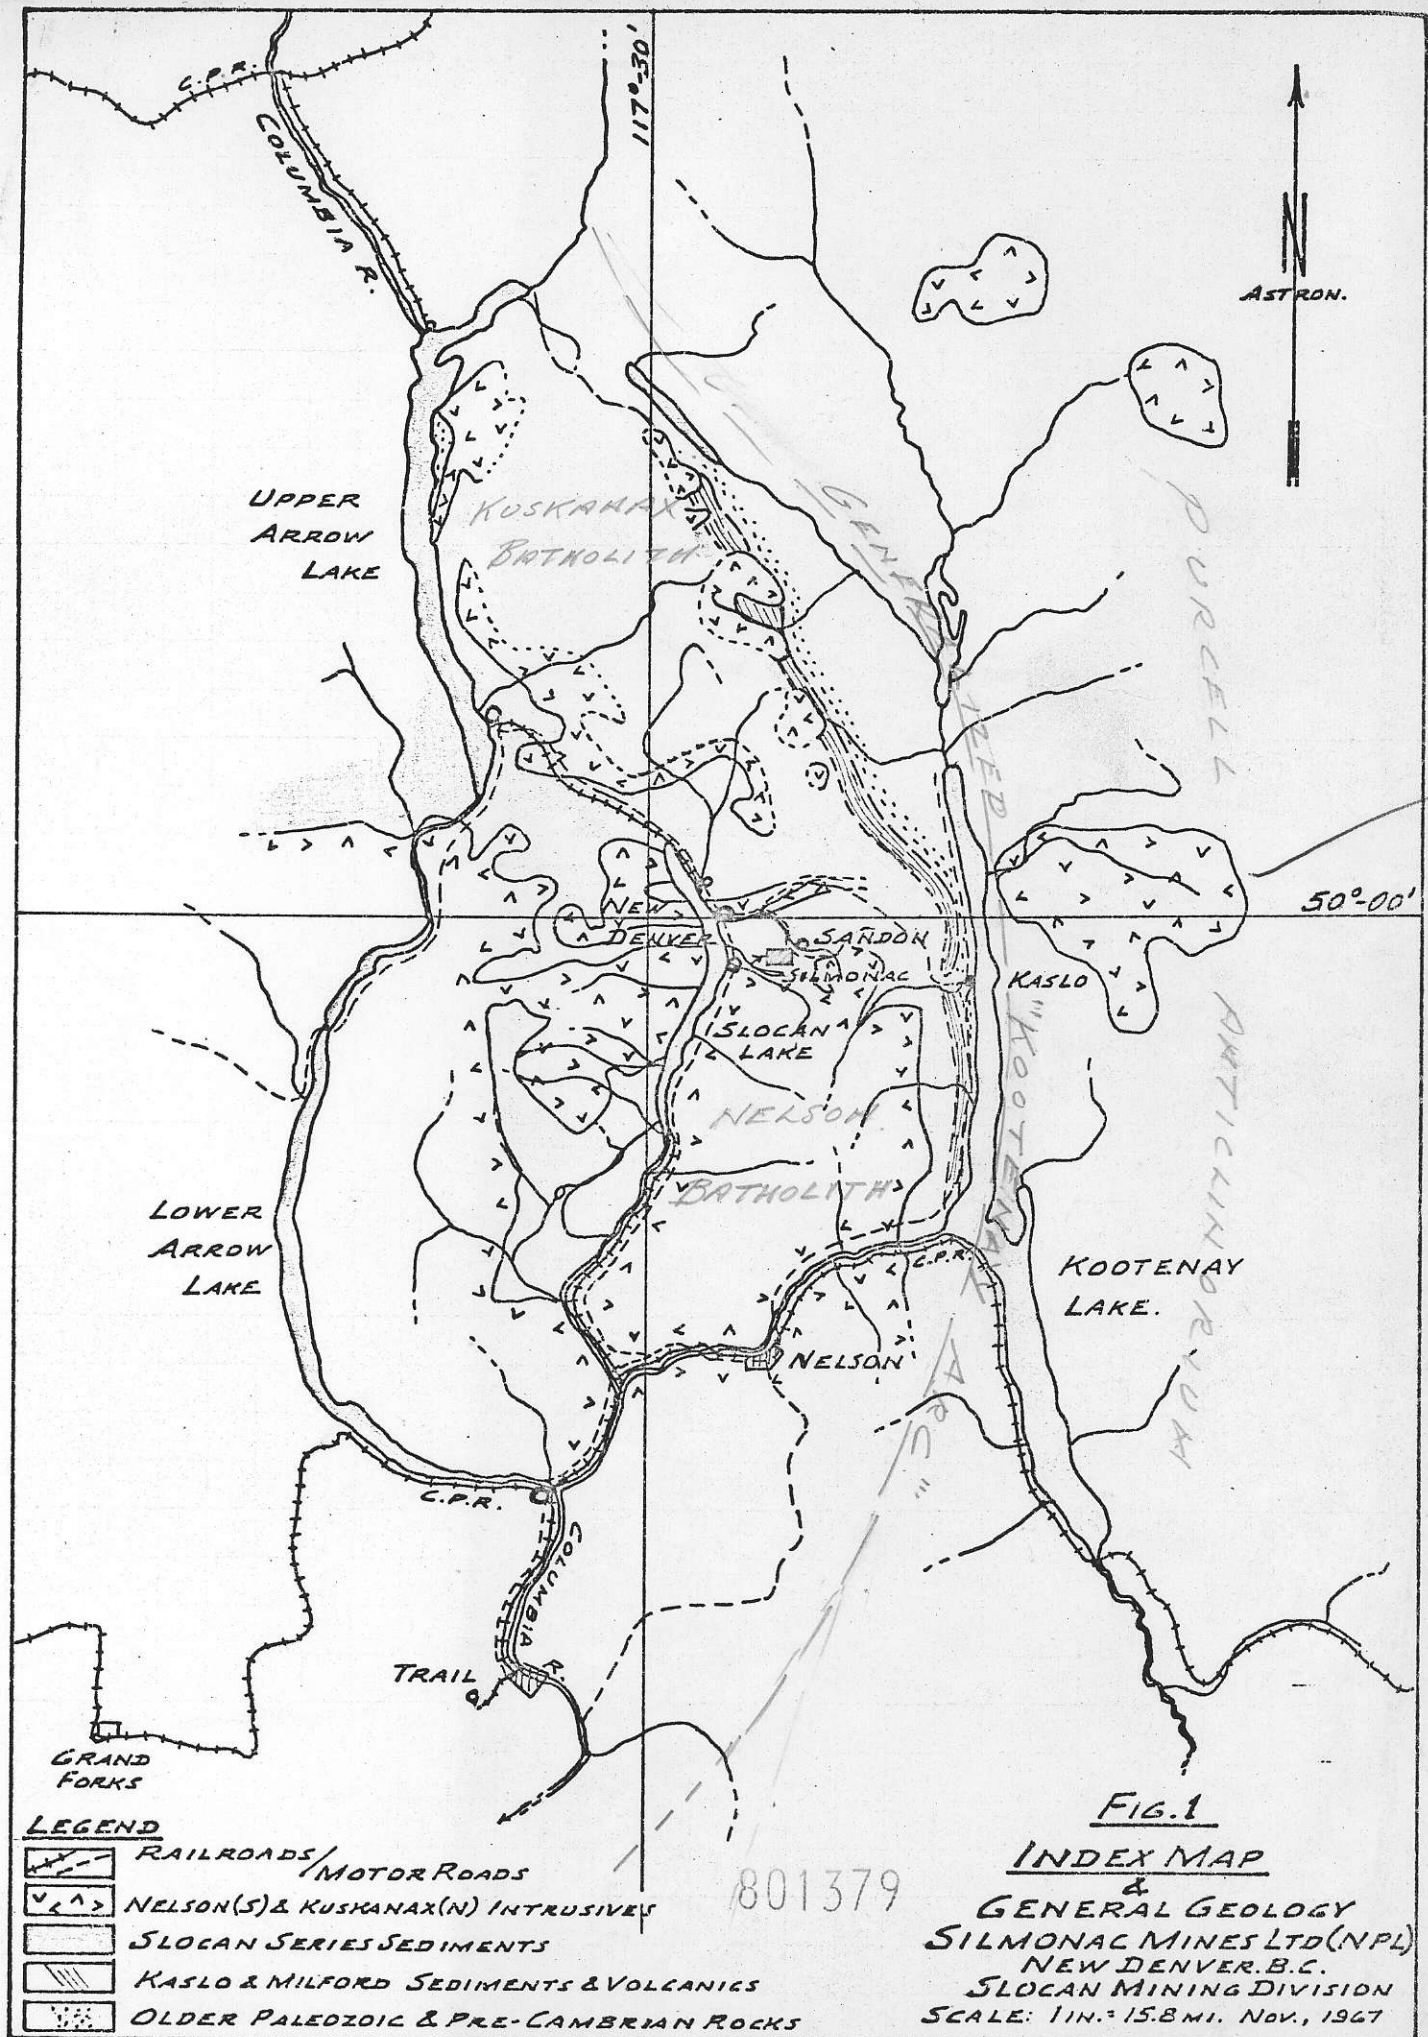 C.P.R.
117°-30'
COLUMBIA R.
N
ASTRON.
UPPER
ARROW
LAKE
KUSKANAX
BATHOLITH
GENERALIZED "KOOTENAY ARC"
PURCELL ANTICLINORIUM
50°-00'
NEW
DENVER
SANDON
SILMONAC
KASLO
SLOCAN
LAKE
NELSON
BATHOLITH
LOWER
ARROW
LAKE
C.P.R.
KOOTENAY
LAKE.
NELSON
C.P.R.
COLUMBIA R.
TRAIL
GRAND
FORKS
LEGEND
RAILROADS/MOTOR ROADS
NELSON(S) & KUSKANAX(N) INTRUSIVES
SLOCAN SERIES SEDIMENTS
KASLO & MILFORD SEDIMENTS & VOLCANICS
OLDER PALEOZOIC & PRE-CAMBRIAN ROCKS
801379
FIG.1
INDEX MAP
&
GENERAL GEOLOGY
SILMONAC MINES LTD(NPL)
NEW DENVER. B.C.
SLOCAN MINING DIVISION
SCALE: 1 IN.= 15.8 MI. NOV., 1967